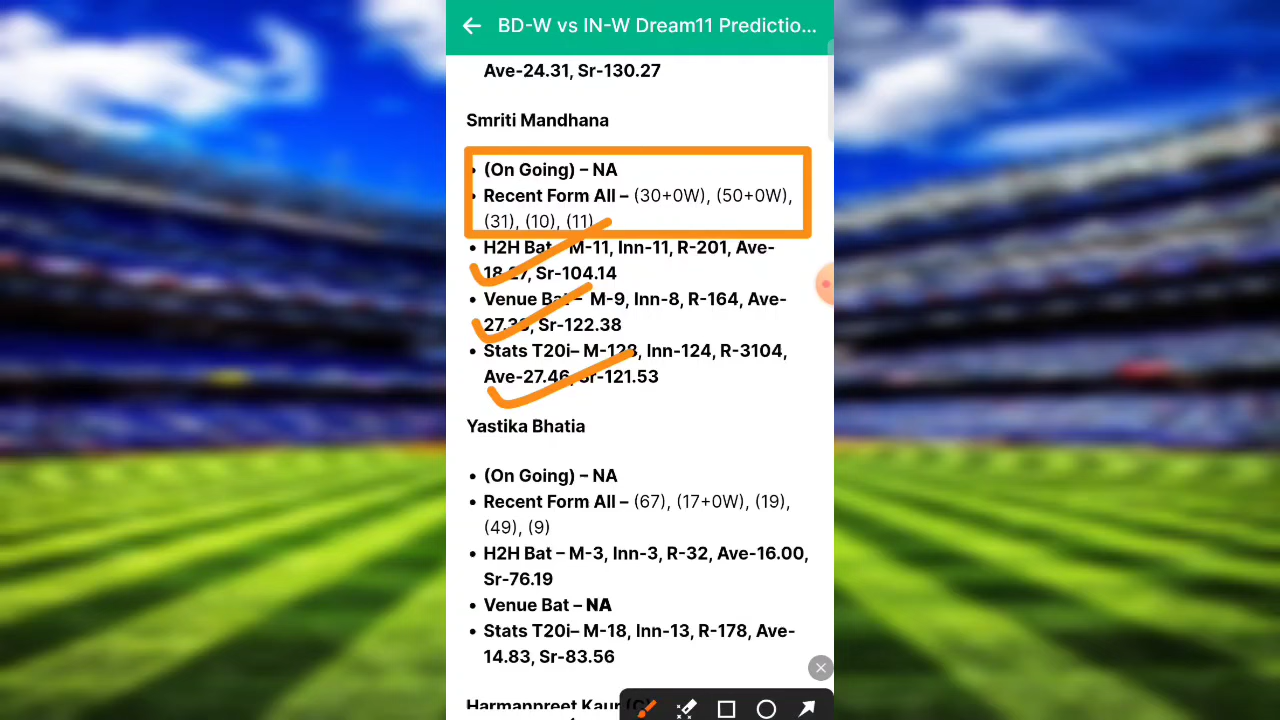 BD-W vs IN-W Dream11 Predictio...
Ave-24.31, Sr-130.27
Smriti Mandhana
• (On Going) – NA
• Recent Form All – (30+0W), (50+0W),
(31), (10), (11)
• H2H Bat – M-11, Inn-11, R-201, Ave-
18.27, Sr-104.14
• Venue Bat – M-9, Inn-8, R-164, Ave-
Sr-122.38
• Stats T20i– M-128, Inn-124, R-3104,
Ave-27.46, Sr-121.53
Yastika Bhatia
• (On Going) – NA
• Recent Form All – (67), (17+0W), (19),
(49), (9)
• H2H Bat – M-3, Inn-3, R-32, Ave-16.00,
Sr-76.19
• Venue Bat – NA
• Stats T20i– M-18, Inn-13, R-178, Ave-
14.83, Sr-83.56
Harmanpreet Kaur (C)